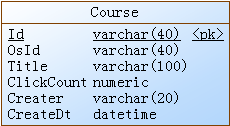 Course
Id varchar(40) <pk>
OsId varchar(40)
Title varchar(100)
ClickCount numeric
Creater varchar(20)
CreateDt datetime